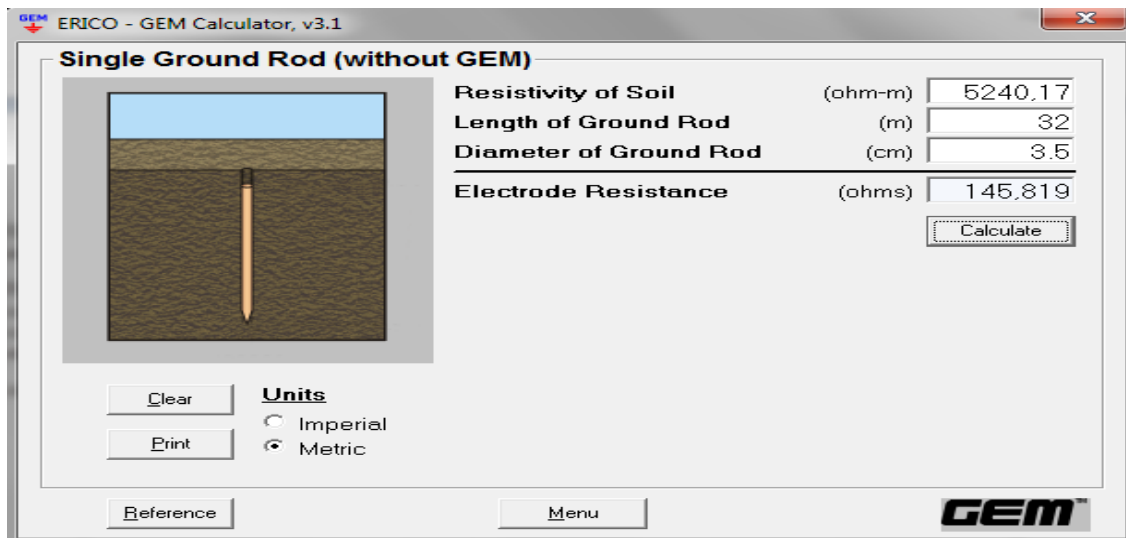 GEM ERICO - GEM Calculator, v3.1
Single Ground Rod (without GEM)
Resistivity of Soil (ohm-m) 5240,17
Length of Ground Rod (m) 32
Diameter of Ground Rod (cm) 3.5
Electrode Resistance (ohms) 145,819
Calculate
Clear
Print
Units
Imperial
Metric
Reference
Menu
GEM™